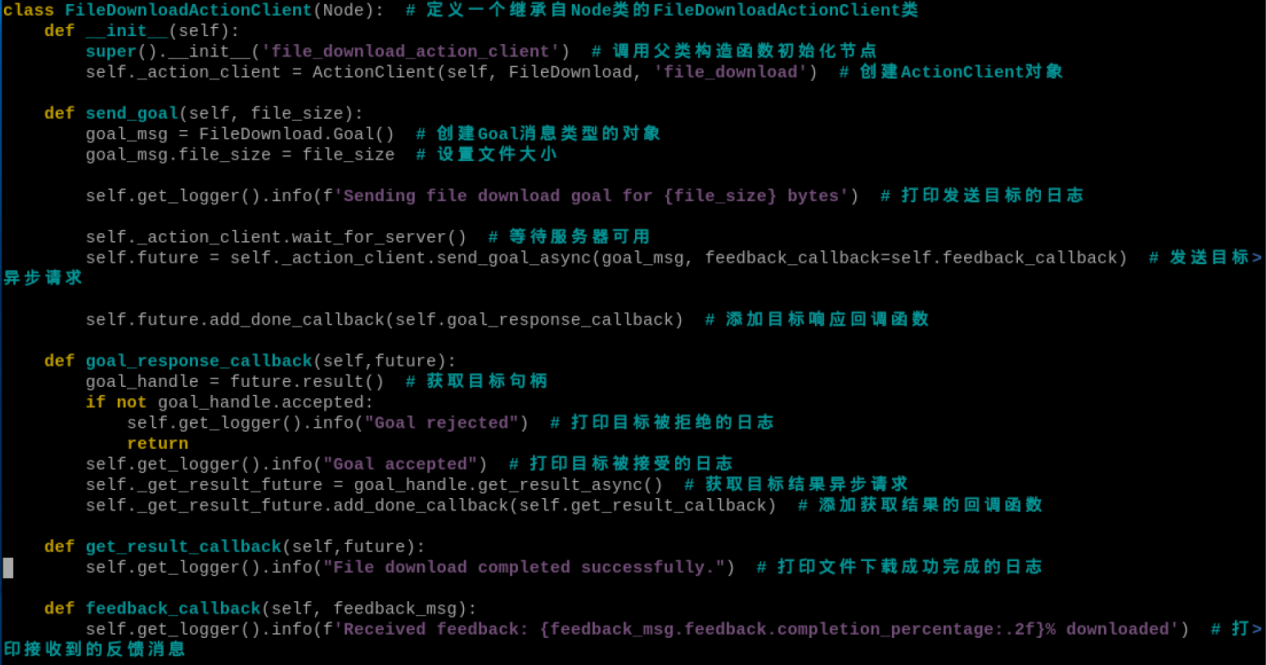 class FileDownloadActionClient(Node):  # 定义一个继承自Node类的FileDownloadActionClient类
    def __init__(self):
        super().__init__('file_download_action_client')  # 调用父类构造函数初始化节点
        self._action_client = ActionClient(self, FileDownload, 'file_download')  # 创建ActionClient对象

    def send_goal(self, file_size):
        goal_msg = FileDownload.Goal()  # 创建Goal消息类型的对象
        goal_msg.file_size = file_size  # 设置文件大小

        self.get_logger().info(f'Sending file download goal for {file_size} bytes')  # 打印发送目标的日志

        self._action_client.wait_for_server()  # 等待服务器可用
        self.future = self._action_client.send_goal_async(goal_msg, feedback_callback=self.feedback_callback)  # 发送目标>
异步请求

        self.future.add_done_callback(self.goal_response_callback)  # 添加目标响应回调函数

    def goal_response_callback(self,future):
        goal_handle = future.result()  # 获取目标句柄
        if not goal_handle.accepted:
            self.get_logger().info("Goal rejected")  # 打印目标被拒绝的日志
            return
        self.get_logger().info("Goal accepted")  # 打印目标被接受的日志
        self._get_result_future = goal_handle.get_result_async()  # 获取目标结果异步请求
        self._get_result_future.add_done_callback(self.get_result_callback)  # 添加获取结果的回调函数

    def get_result_callback(self,future):
        self.get_logger().info("File download completed successfully.")  # 打印文件下载成功完成的日志

    def feedback_callback(self, feedback_msg):
        self.get_logger().info(f'Received feedback: {feedback_msg.feedback.completion_percentage:.2f}% downloaded')  # 打>
印接收到的反馈消息